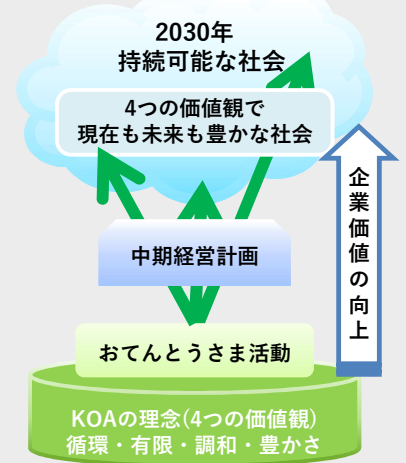 2030年
持続可能な社会
4つの価値観で
現在も未来も豊かな社会
企業価値の向上
中期経営計画
おてんとうさま活動
KOAの理念(4つの価値観)
循環・有限・調和・豊かさ